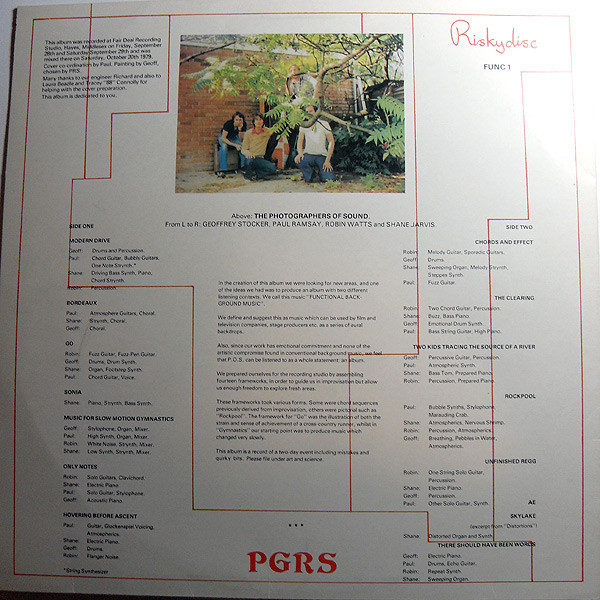 Riskydisc
FUNC 1
This album was recorded at Fair Deal Recording
Studio, Hayes, Middlesex on Friday, September
28th and Saturday September 29th and was
mixed there on Saturday, October 20th 1979.
Cover co-ordination by Paul. Painting by Geoff,
chosen by PRS.
Many thanks to our engineer Richard and also to
Laura Beadle and Tracey "88" Connolly for
helping with the cover preparation.
This album is dedicated to you.
Above: THE PHOTOGRAPHERS OF SOUND.
From L to R: GEOFFREY STOCKER, PAUL RAMSAY, ROBIN WATTS and SHANE JARVIS.
SIDE ONE
MODERN DRIVE
Geoff: Drums and Percussion.
Paul: Chord Guitar, Bubbly Guitars,
One Note Strynth.*
Shane: Driving Bass Synth, Piano,
Chord Strynth.
Robin: Percussion.
BORDEAUX
Paul: Atmosphere Guitars, Choral,
Shane: Strynth, Choral.
Geoff: Choral.
GO
Robin: Fuzz Guitar, Fuzz-Pen Guitar.
Geoff: Drums, Drum Synth.
Shane: Organ, Footstep Synth.
Paul: Chord Guitar, Voice.
SONIA
Shane: Piano, Strynth, Bass Synth.
MUSIC FOR SLOW MOTION GYMNASTICS
Geoff: Stylophone, Organ, Mixer.
Paul: High Synth, Organ, Mixer.
Robin: White Noise, Strynth, Mixer
Shane: Low Synth, Strynth, Mixer.
ONLY NOTES
Robin: Solo Guitars, Clavichord
Shane: Electric Piano
Paul: Solo Guitar, Stylophone.
Geoff: Acoustic Piano.
HOVERING BEFORE ASCENT
Paul: Guitar, Glockenspiel Voicing,
Atmospherics.
Shane: Electric Piano.
Geoff: Drums.
Robin: Flanger Noises.
*String Synthesizer
In the creation of this album we were looking for new areas, and one
of the ideas we had was to produce an album with two different
listening contexts. We call this music "FUNCTIONAL BACK-
GROUND MUSIC".
We define and suggest this as music which can be used by film and
television companies, stage producers etc. as a series of aural
backdrops.
Also, since our work has emotional commitment and none of the
artistic compromise found in conventional background music, we feel
that P.O.S. can be listened to as a whole statement: an album.
We prepared ourselves for the recording studio by assembling
fourteen frameworks, in order to guide us in improvisation but allow
us enough freedom to explore fresh areas.
These frameworks took various forms. Some were chord sequences
previously derived from improvisation, others were pictorial such as
"Rockpool". The framework for "Go" was the illustration of both the
strain and sense of achievement of a cross country runner, whilst in
"Gymnastics" our starting point was to produce music which
changed very slowly.
This album is a record of a two-day event including mistakes and
quirky bits. Please file under art and science.
***
PGRS
SIDE TWO
CHORDS AND EFFECT
Robin: Melody Guitar, Sporadic Guitars.
Geoff: Drums.
Shane: Sweeping Organ, Melody Strynth,
Steppes Synth.
Paul: Fuzz Guitar.
THE CLEARING
Robin: Two Chord Guitar, Percussion.
Shane: Buzz, Bass Piano.
Geoff: Emotional Drum Synth.
Paul: Bass String Guitar, High Piano.
TWO KIDS TRACING THE SOURCE OF A RIVER
Geoff: Percussive Guitar, Percussion.
Paul: Atmospheric Synth.
Shane: Bass Tom, Prepared Piano.
Robin: Percussion, Prepared Piano.
ROCKPOOL
Paul: Bubble Synths, Stylophone,
Marauding Crab.
Shane: Atmospherics, Nervous Shrimp.
Robin: Percussion, Atmospherics.
Geoff: Breathing, Pebbles in Water,
Atmospherics.
UNFINISHED REGG
Robin: One String Solo Guitar,
Percussion.
Shane: Electric Piano.
Geoff: Percussion.
Paul: Other Solo Guitar, Synth.
AE
SKYLAKE
(excerpt from "Distortions")
Shane: Distorted Organ and Synth.
THERE SHOULD HAVE BEEN WORDS
Geoff: Electric Piano.
Paul: Drums, Echo Guitar.
Robin: Repeat Synth.
Shane: Sweeping Organ.